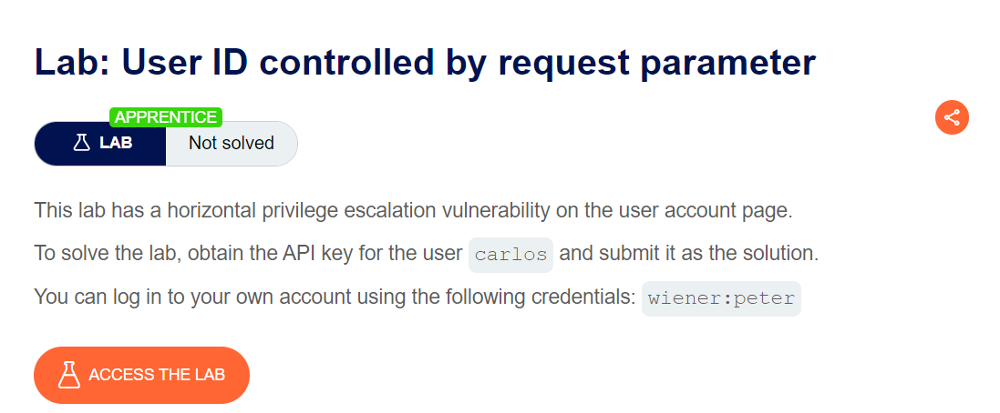 Lab: User ID controlled by request parameter
APPRENTICE
LAB
Not solved
This lab has a horizontal privilege escalation vulnerability on the user account page.
To solve the lab, obtain the API key for the user carlos and submit it as the solution.
You can log in to your own account using the following credentials: wiener:peter
ACCESS THE LAB